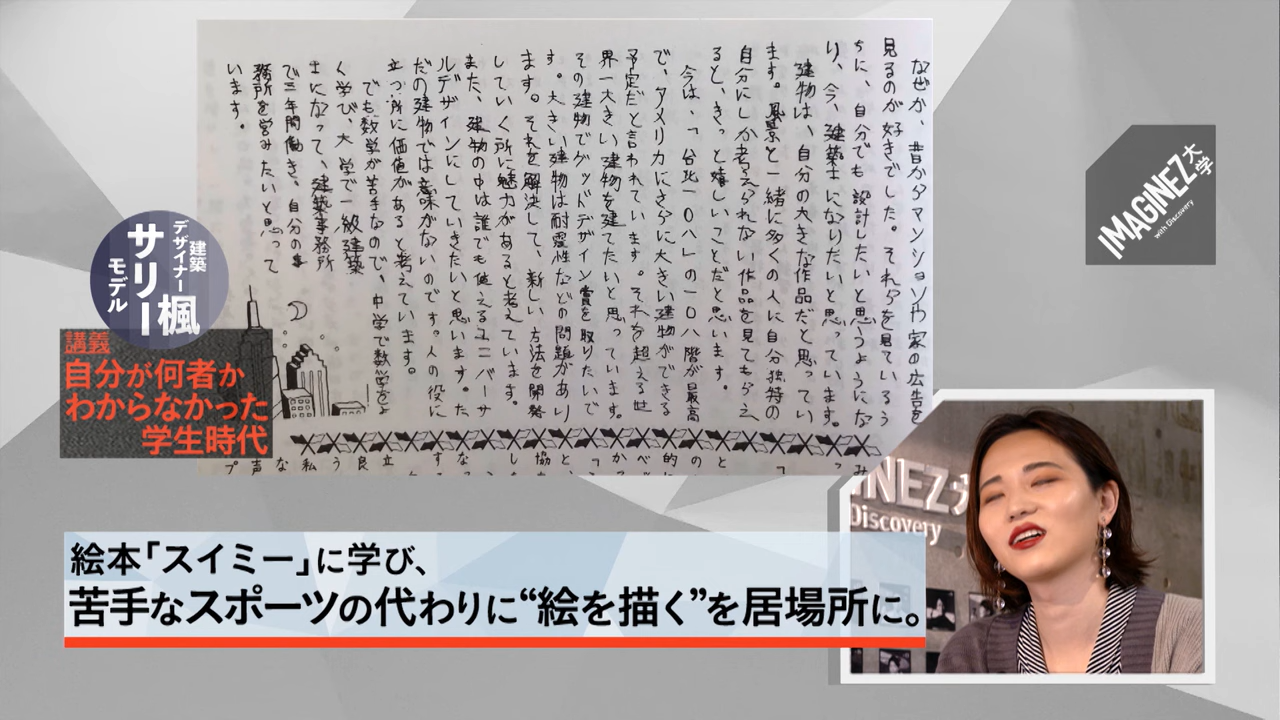 なぜか、昔からマンションや家の広告を
見るのが好きでした。それらを見ているう
ちに、自分でも設計したいと思うようにな
り、今、建築士になりたいと思っています。
建物は、自分の大きな作品だと思ってい
ます。風景と一緒に多くの人に自分独特の
自分にしか考えられない作品を見てもらえ
ると、きっと嬉しいことだと思います。
今は、「台北一〇八」の一〇八階が最高
で、アメリカにさらに大きい建物ができる
予定だと言われています。それを超える世
界一大きい建物を建てたいと思っています。
その建物でグッドデザイン賞を取りたいで
す。大きい建物は耐震性などの問題があり
ます。それを解決して、新しい方法を開発
していく所に魅力があると考えています。
また、建物の中は誰でも使えるユニバーサ
ルデザインにしていきたいと思います。た
だの建物では意味がないのです。人の役に
立つ所に価値があると考えています。
でも数学が苦手なので、中学で数学をよ
く学び、大学で一級建築
士になって、建築事務所
で三年間働き、自分の事
務所を営みたいと思って
います。
IMAGINEZ大学
with Discovery
建築
デザイナー
サリー楓
モデル
講義
自分が何者か
わからなかった
学生時代
絵本「スイミー」に学び、
苦手なスポーツの代わりに“絵を描く”を居場所に。
INEZ大
Discovery